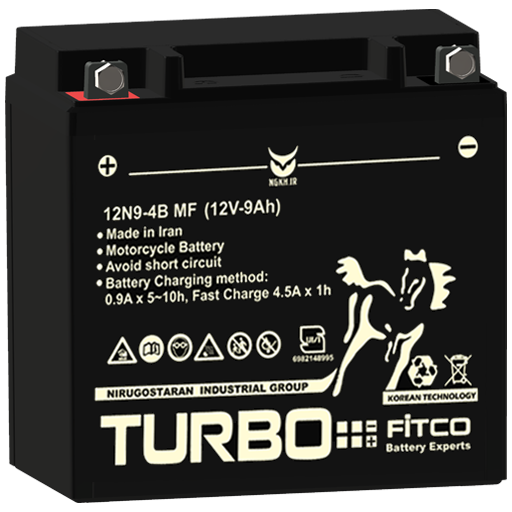 NGKH.IR
12N9-4B MF (12V-9Ah)
• Made in Iran
• Motorcycle Battery
• Avoid short circuit
• Battery Charging method:
0.9A x 5~10h, Fast Charge 4.5A x 1h
6982148995
NIRUGOSTARAN INDUSTRIAL GROUP
KOREAN TECHNOLOGY
TURBO
FiTCO
Battery Experts